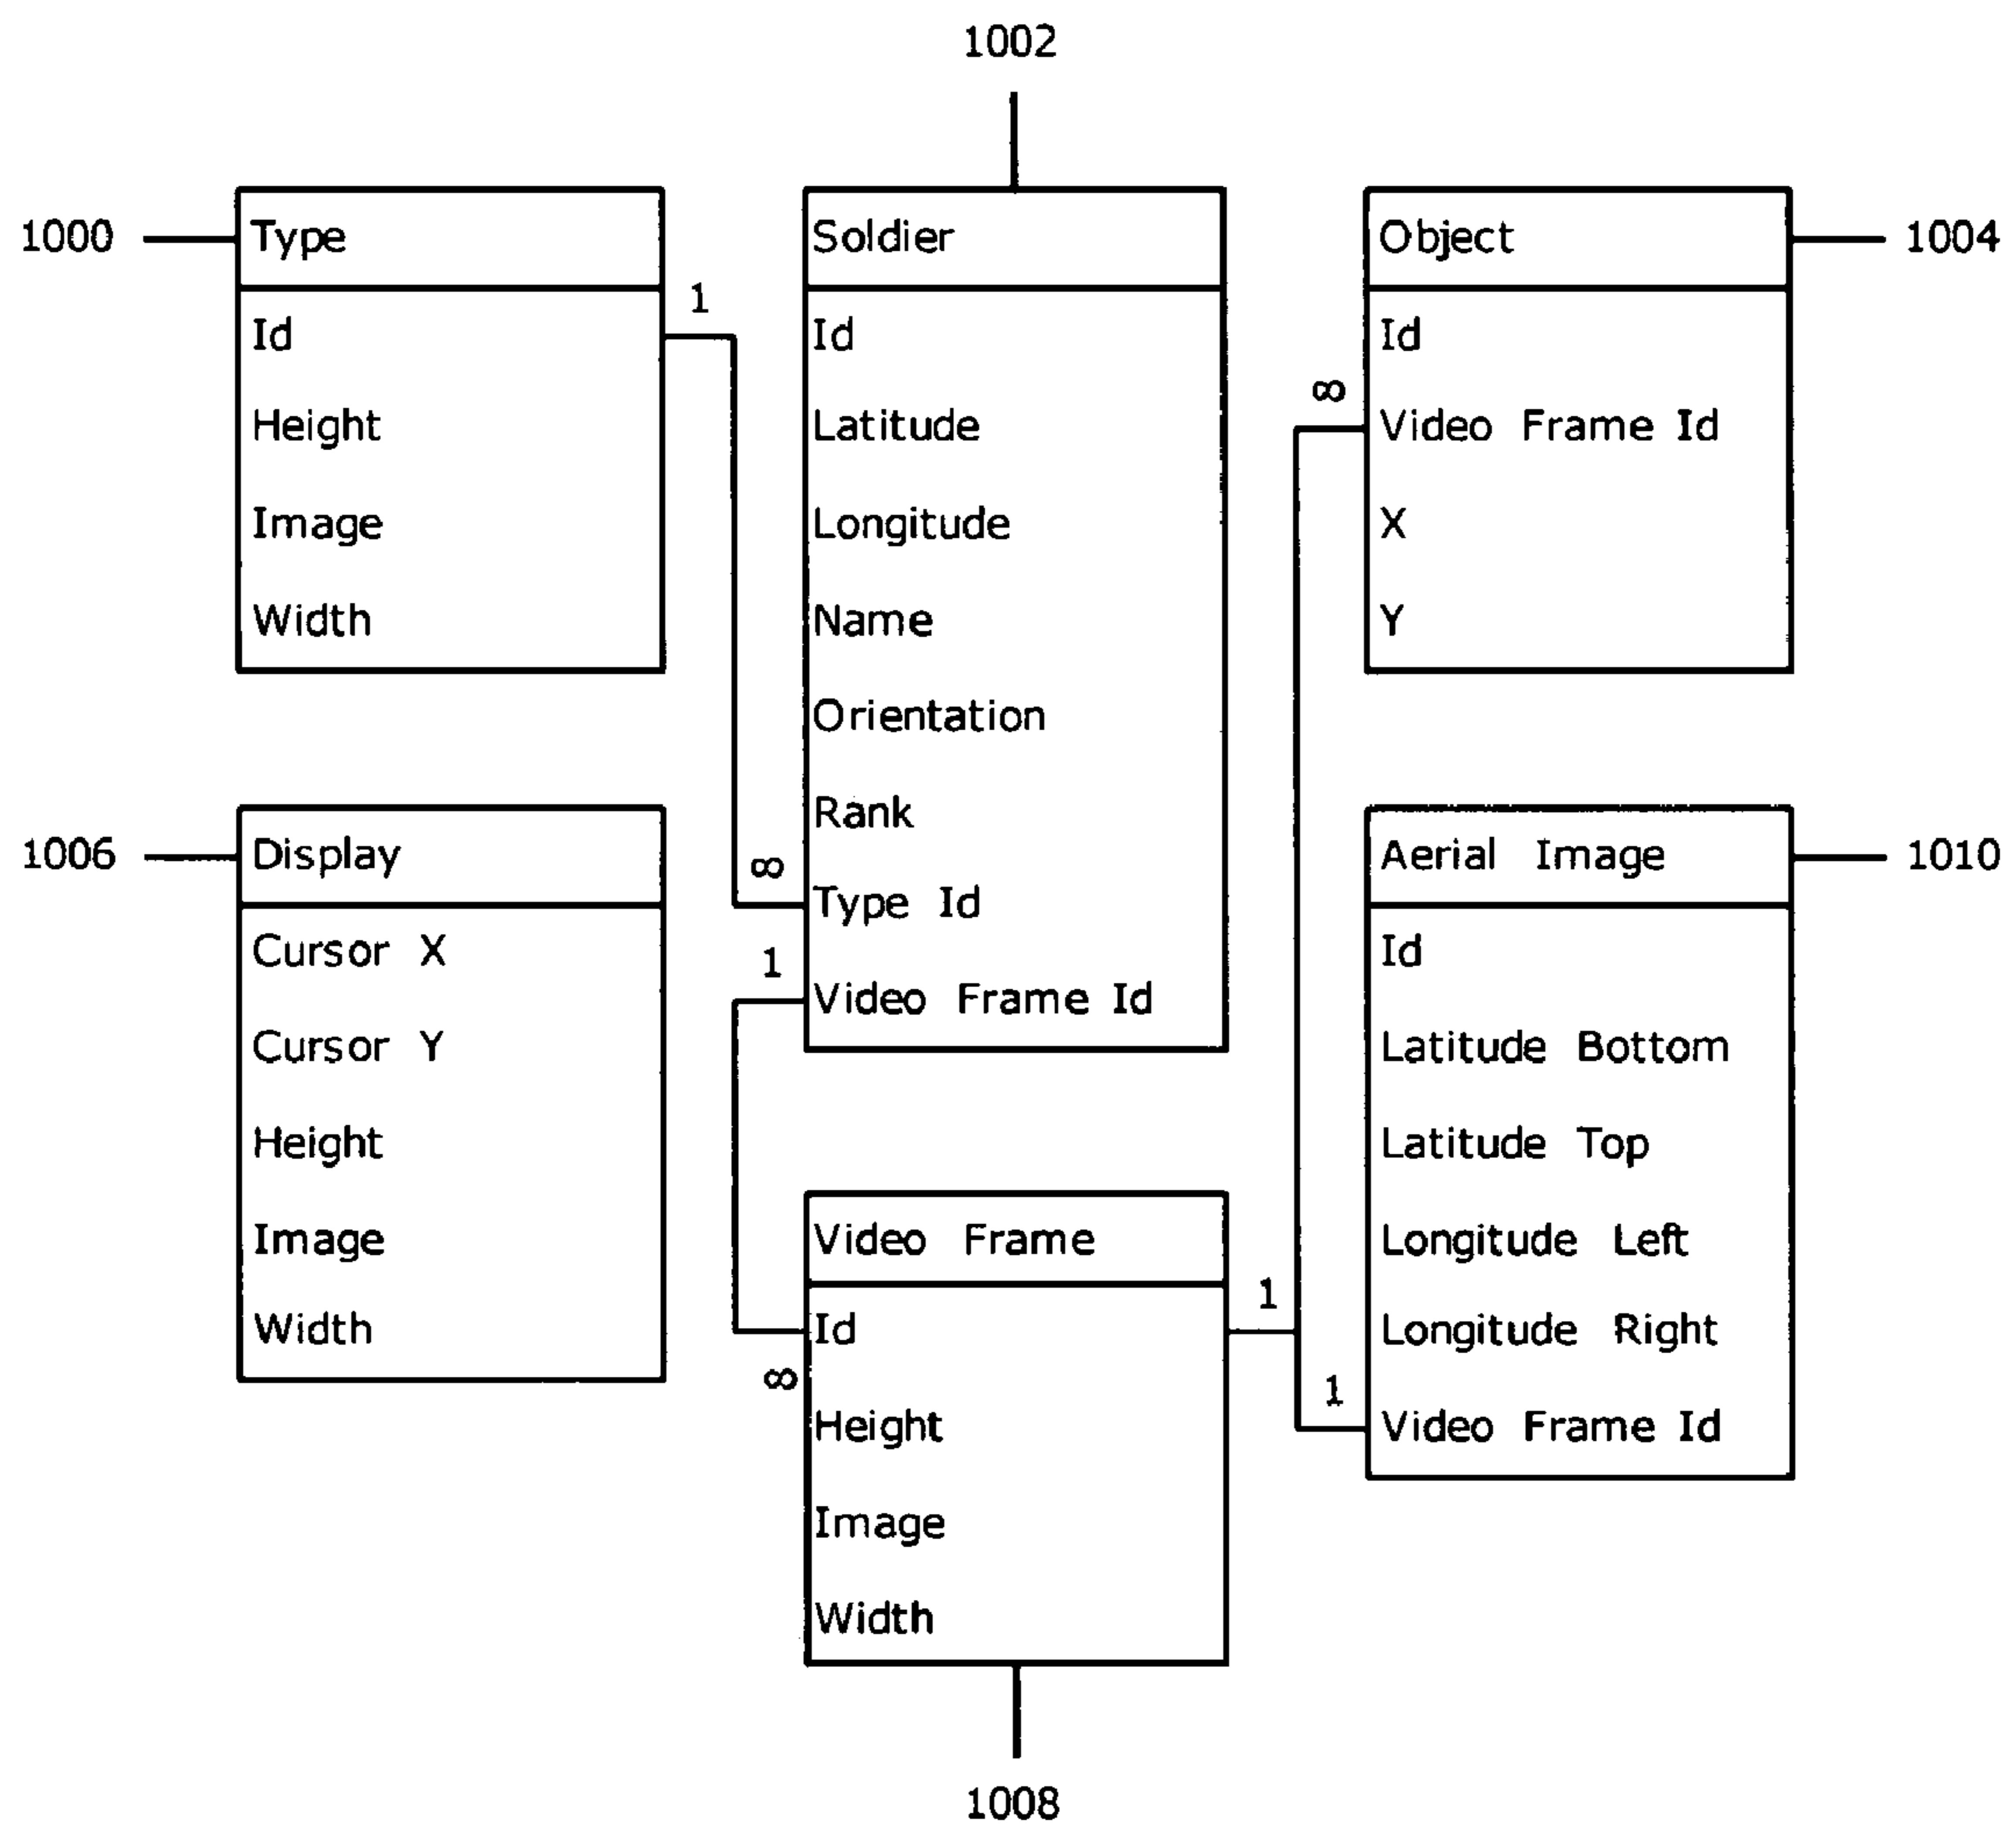 1002
1000
Type
Id
Height
Image
Width
1
Soldier
Id
Latitude
Longitude
Name
Orientation
Rank
Type Id
Video Frame Id
∞
1
Object
Id
Video Frame Id
X
Y
1004
∞
1006
Display
Cursor X
Cursor Y
Height
Image
Width
Video Frame
Id
Height
Image
Width
∞
1
1008
Aerial Image
Id
Latitude Bottom
Latitude Top
Longitude Left
Longitude Right
Video Frame Id
1
1010